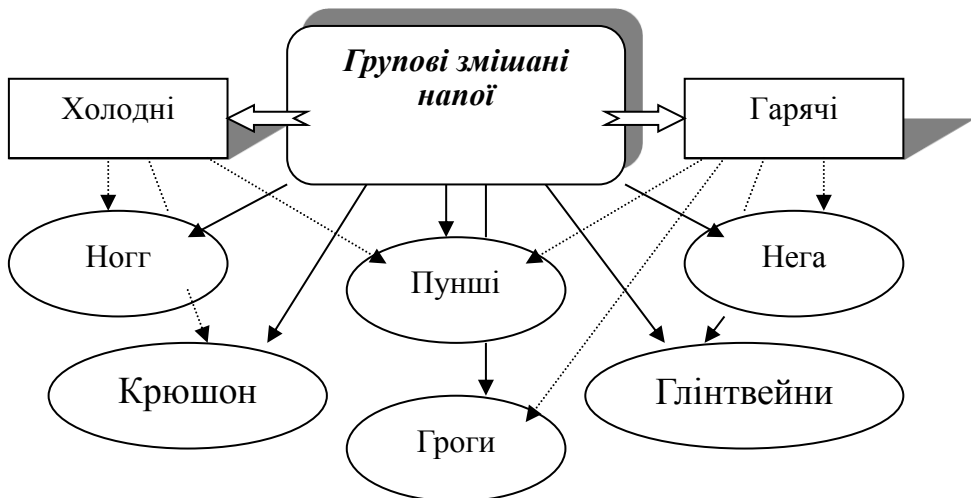 Групові змішані
напої
Холодні
Гарячі
Ногг
Пунші
Нега
Крюшон
Глінтвейни
Гроги